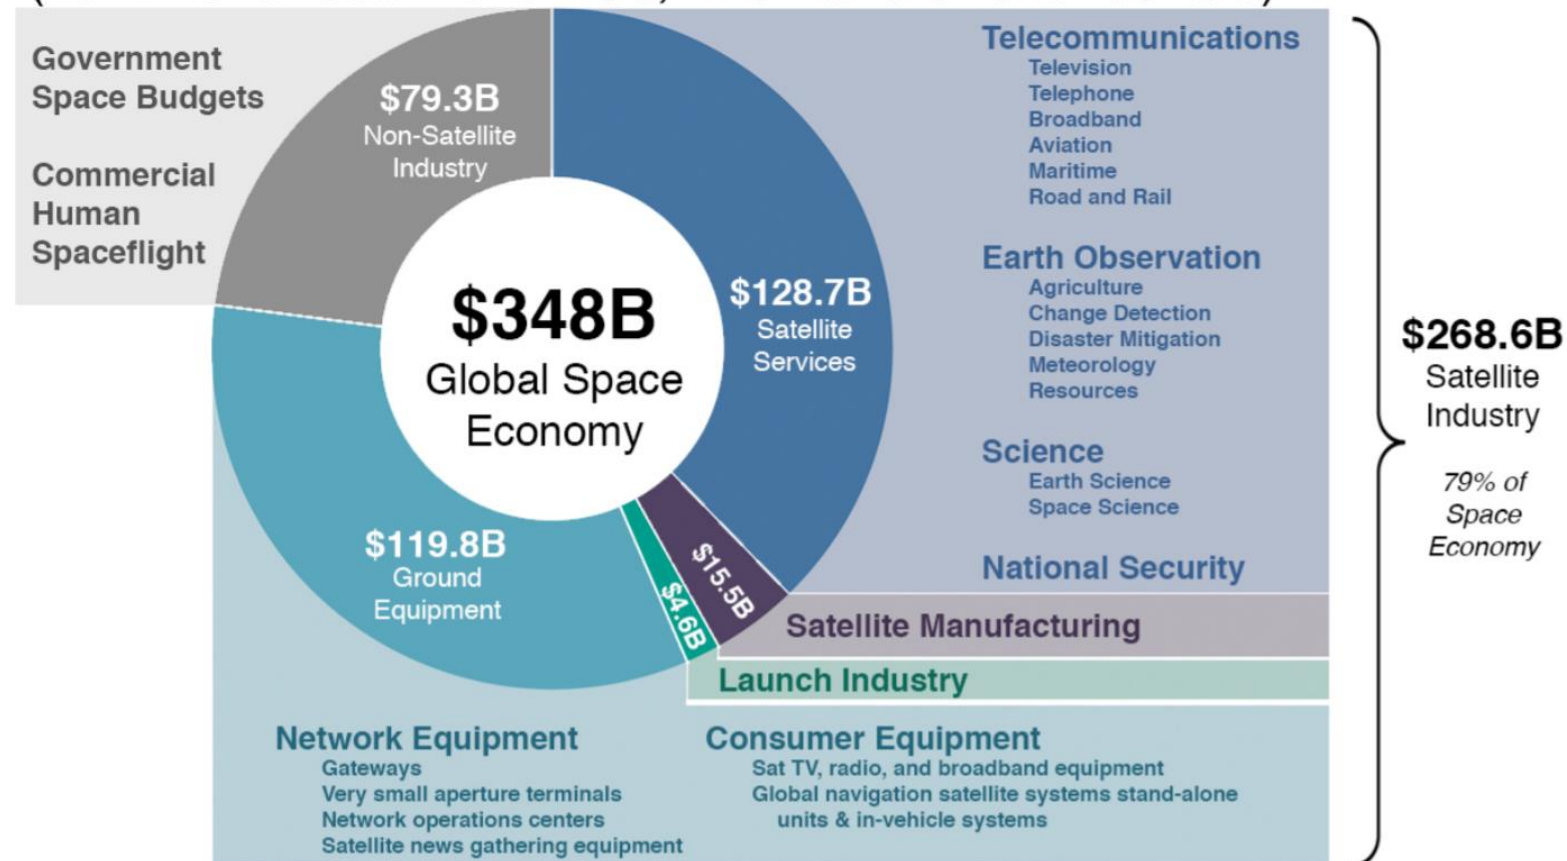 Government
Space Budgets
Commercial
Human
Spaceflight
$79.3B
Non-Satellite
Industry
$348B
Global Space
Economy
$128.7B
Satellite
Services
$119.8B
Ground
Equipment
$4.6B
$15.5B
Telecommunications
Television
Telephone
Broadband
Aviation
Maritime
Road and Rail
Earth Observation
Agriculture
Change Detection
Disaster Mitigation
Meteorology
Resources
Science
Earth Science
Space Science
National Security
Satellite Manufacturing
Launch Industry
Network Equipment
Gateways
Very small aperture terminals
Network operations centers
Satellite news gathering equipment
Consumer Equipment
Sat TV, radio, and broadband equipment
Global navigation satellite systems stand-alone
units & in-vehicle systems
$268.6B
Satellite
Industry
79% of
Space
Economy